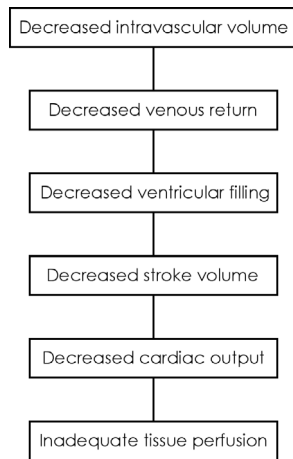 Decreased intravascular volume
Decreased venous return
Decreased ventricular filling
Decreased stroke volume
Decreased cardiac output
Inadequate tissue perfusion